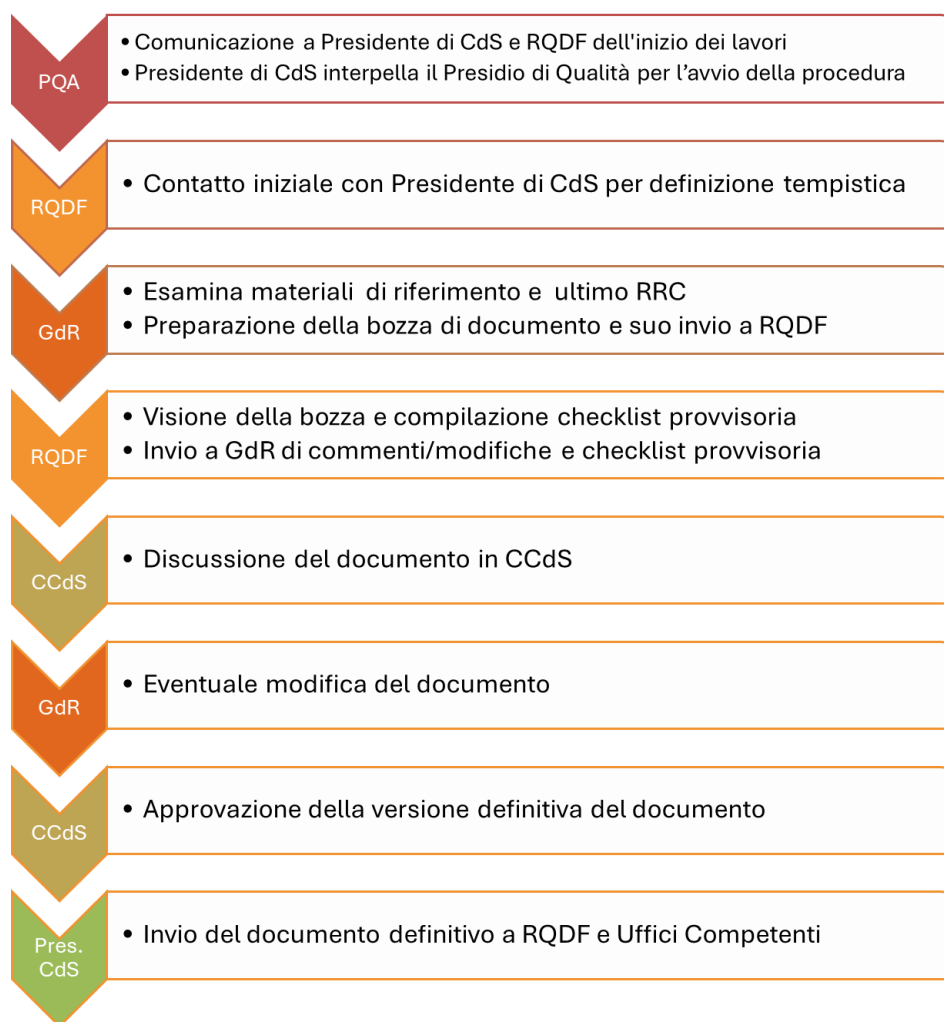 PQA
• Comunicazione a Presidente di CdS e RQDF dell'inizio dei lavori
• Presidente di CdS interpella il Presidio di Qualità per l’avvio della procedura
RQDF
• Contatto iniziale con Presidente di CdS per definizione tempistica
GdR
• Esamina materiali di riferimento e ultimo RRC
• Preparazione della bozza di documento e suo invio a RQDF
RQDF
• Visione della bozza e compilazione checklist provvisoria
• Invio a GdR di commenti/modifiche e checklist provvisoria
CCdS
• Discussione del documento in CCdS
GdR
• Eventuale modifica del documento
CCdS
• Approvazione della versione definitiva del documento
Pres.
CdS
• Invio del documento definitivo a RQDF e Uffici Competenti